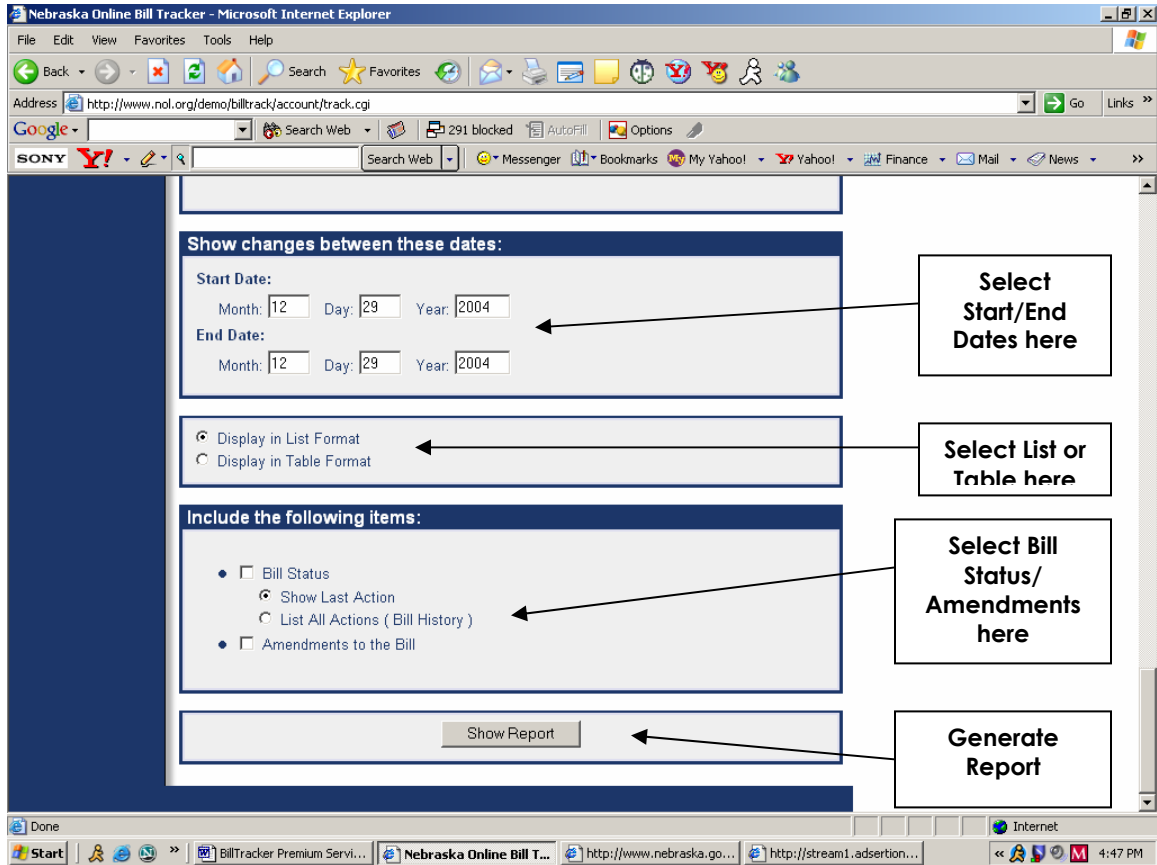 Nebraska Online Bill Tracker - Microsoft Internet Explorer
File Edit View Favorites Tools Help
Back Search Favorites
Address http://www.nol.org/demo/billtrack/account/track.cgi Go Links »
Google Search Web 291 blocked AutoFill Options
SONY Y! Search Web Messenger Bookmarks My Yahoo! Yahoo! Finance Mail News »
Show changes between these dates:
Start Date:
Month: 12 Day: 29 Year: 2004
End Date:
Month: 12 Day: 29 Year: 2004
Select
Start/End
Dates here
Display in List Format
Display in Table Format
Select List or
Table here
Include the following items:
Bill Status
Show Last Action
List All Actions ( Bill History )
Amendments to the Bill
Select Bill
Status/
Amendments
here
Show Report
Generate
Report
Done Internet
Start » BillTracker Premium Servi... Nebraska Online Bill T... http://www.nebraska.go... http://stream1.adsertion... « M 4:47 PM